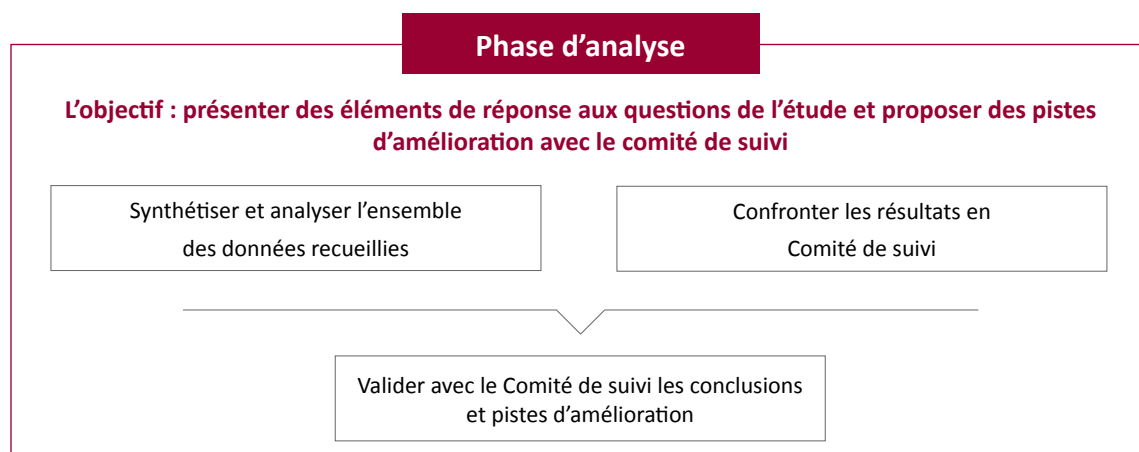 Phase d’analyse
L’objectif : présenter des éléments de réponse aux questions de l’étude et proposer des pistes
d’amélioration avec le comité de suivi
Synthétiser et analyser l’ensemble
des données recueillies
Confronter les résultats en
Comité de suivi
Valider avec le Comité de suivi les conclusions
et pistes d’amélioration